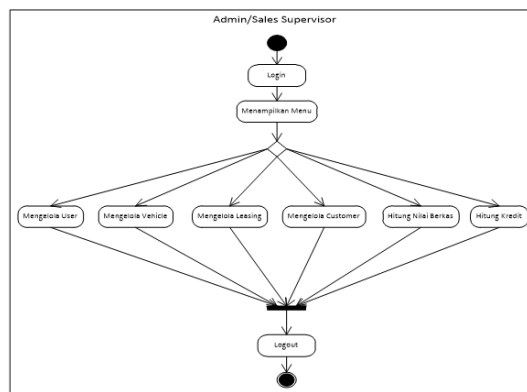 Admin/Sales Supervisor
Login
Menampilkan Menu
Mengelola User
Mengelola Vehicle
Mengelola Leasing
Mengelola Customer
Hitung Nilai Berkas
Hitung Kredit
Logout